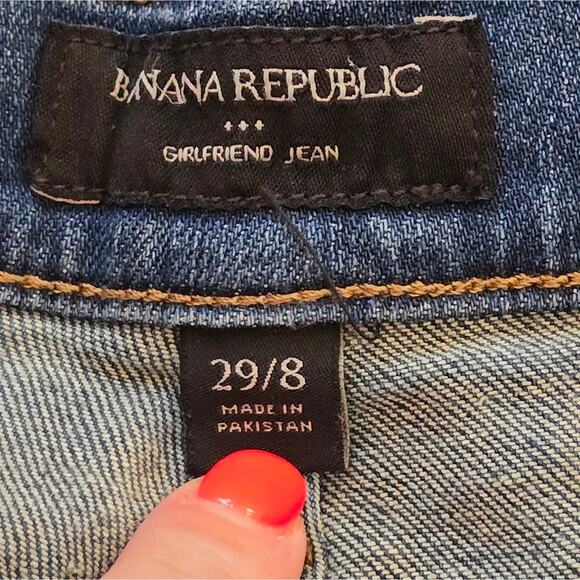 BANANA REPUBLIC
GIRLFRIEND JEAN
29/8
MADE IN
PAKISTAN